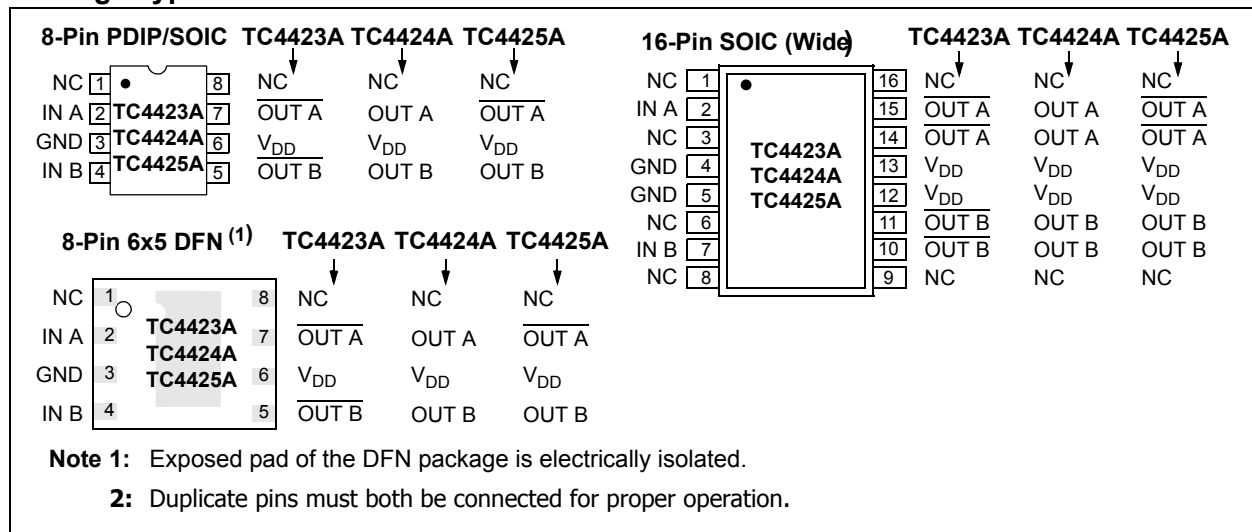 8-Pin PDIP/SOIC TC4423A TC4424A TC4425A
NC 1 8 NC NC NC
IN A 2 TC4423A 7 OUT A OUT A OUT A
GND 3 TC4424A 6 VDD VDD VDD
IN B 4 TC4425A 5 OUT B OUT B OUT B
16-Pin SOIC (Wide) TC4423A TC4424A TC4425A
NC 1 16 NC NC NC
IN A 2 15 OUT A OUT A OUT A
NC 3 14 OUT A OUT A OUT A
GND 4 TC4423A 13 VDD VDD VDD
GND 5 TC4424A 12 VDD VDD VDD
NC 6 TC4425A 11 OUT B OUT B OUT B
IN B 7 10 OUT B OUT B OUT B
NC 8 9 NC NC NC
8-Pin 6x5 DFN (1) TC4423A TC4424A TC4425A
NC 1 8 NC NC NC
IN A 2 TC4423A 7 OUT A OUT A OUT A
TC4424A
GND 3 TC4425A 6 VDD VDD VDD
IN B 4 5 OUT B OUT B OUT B
Note 1: Exposed pad of the DFN package is electrically isolated.
2: Duplicate pins must both be connected for proper operation.